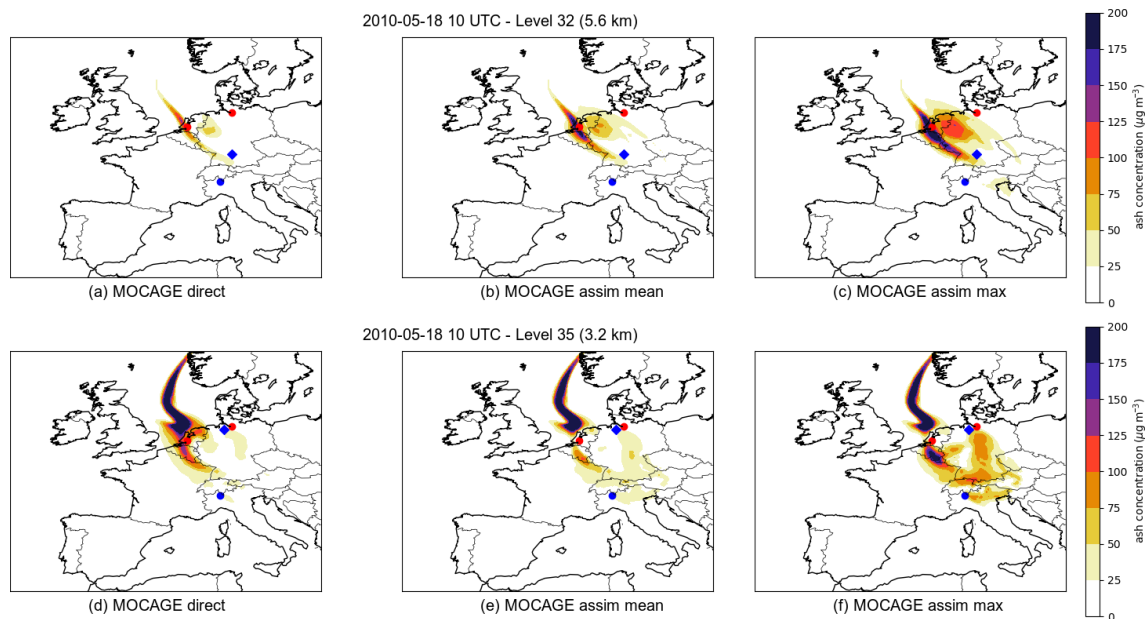 2010-05-18 10 UTC - Level 32 (5.6 km)
200
175
150
125
100
75
50
25
0
ash concentration (μg m⁻³)
(a) MOCAGE direct
(b) MOCAGE assim mean
(c) MOCAGE assim max
2010-05-18 10 UTC - Level 35 (3.2 km)
200
175
150
125
100
75
50
25
0
ash concentration (μg m⁻³)
(d) MOCAGE direct
(e) MOCAGE assim mean
(f) MOCAGE assim max